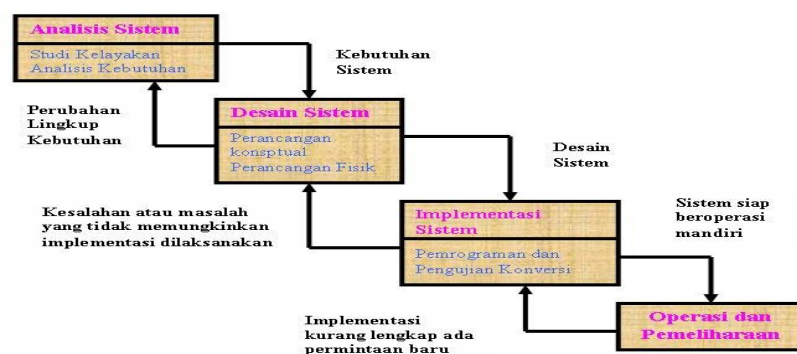 Analisis Sistem
Studi Kelayakan
Analisis Kebutuhan
Kebutuhan
Sistem
Perubahan
Lingkup
Kebutuhan
Desain Sistem
Perancangan
konsptual
Perancangan Fisik
Desain
Sistem
Kesalahan atau masalah
yang tidak memungkinkan
implementasi dilaksanakan
Implementasi
Sistem
Pemrograman dan
Pengujian Konversi
Sistem siap
beroperasi
mandiri
Implementasi
kurang lengkap ada
permintaan baru
Operasi dan
Pemeliharaan